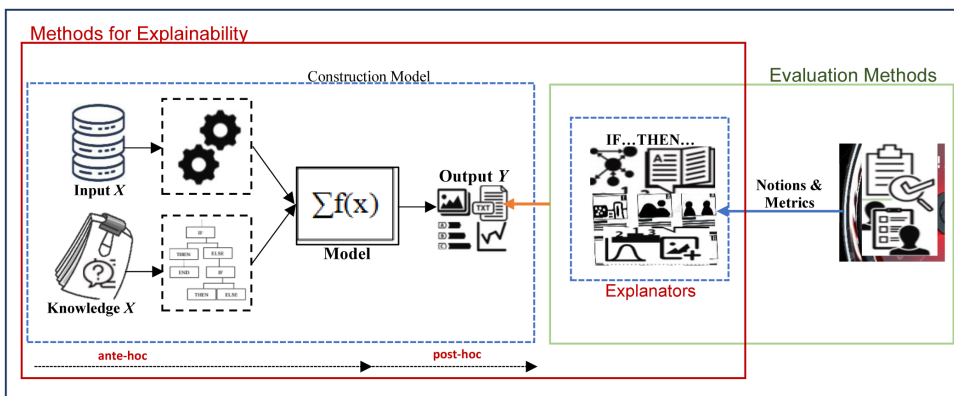 Methods for Explainability
Construction Model
Evaluation Methods
Input X
Knowledge X
IF
THEN
ELSE
END
IF
THEN
ELSE
∑f(x)
Model
Output Y
TXT
A
B
C
IF…THEN…
A
Explanators
Notions &
Metrics
ante-hoc
post-hoc